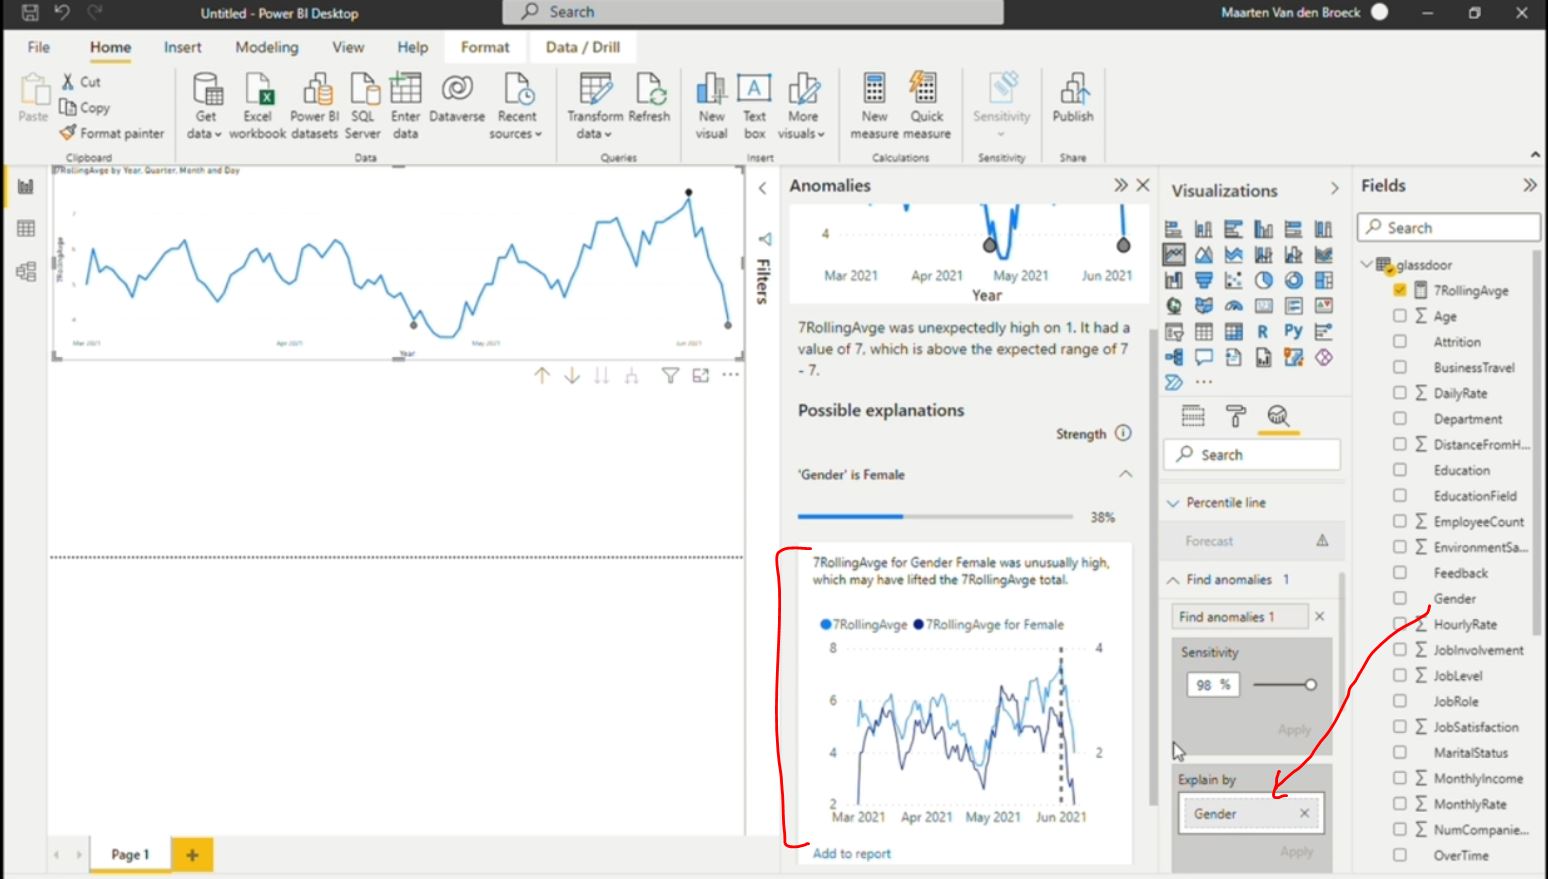 Untitled - Power BI Desktop
Search
Maarten Van den Broeck
File Home Insert Modeling View Help Format Data / Drill
Paste
Cut
Copy
Format painter
Clipboard
Get data
Excel workbook
Power BI datasets
SQL Server
Enter data
Dataverse
Recent sources
Data
Transform data
Refresh
Queries
New visual
Text box
More visuals
Insert
New measure
Quick measure
Calculations
Sensitivity
Sensitivity
Publish
Share
7RollingAvge by Year, Quarter, Month and Day
7RollingAvge
Mar 2021 Apr 2021 May 2021 Jun 2021
Year
Filters
Anomalies
4
Mar 2021 Apr 2021 May 2021 Jun 2021
Year
7RollingAvge was unexpectedly high on 1. It had a
value of 7, which is above the expected range of 7
- 7.
Possible explanations
Strength
'Gender' is Female
38%
7RollingAvge for Gender Female was unusually high,
which may have lifted the 7RollingAvge total.
7RollingAvge 7RollingAvge for Female
8 4
6
4 2
2
Mar 2021 Apr 2021 May 2021 Jun 2021
Add to report
Visualizations
R Py
Search
Percentile line
Forecast
Find anomalies 1
Find anomalies 1
Sensitivity
98 %
Apply
Explain by
Gender
Apply
Fields
Search
glassdoor
7RollingAvge
Age
Attrition
BusinessTravel
DailyRate
Department
DistanceFromH...
Education
EducationField
EmployeeCount
EnvironmentSa...
Feedback
Gender
HourlyRate
JobInvolvement
JobLevel
JobRole
JobSatisfaction
MaritalStatus
MonthlyIncome
MonthlyRate
NumCompanie...
OverTime
Page 1